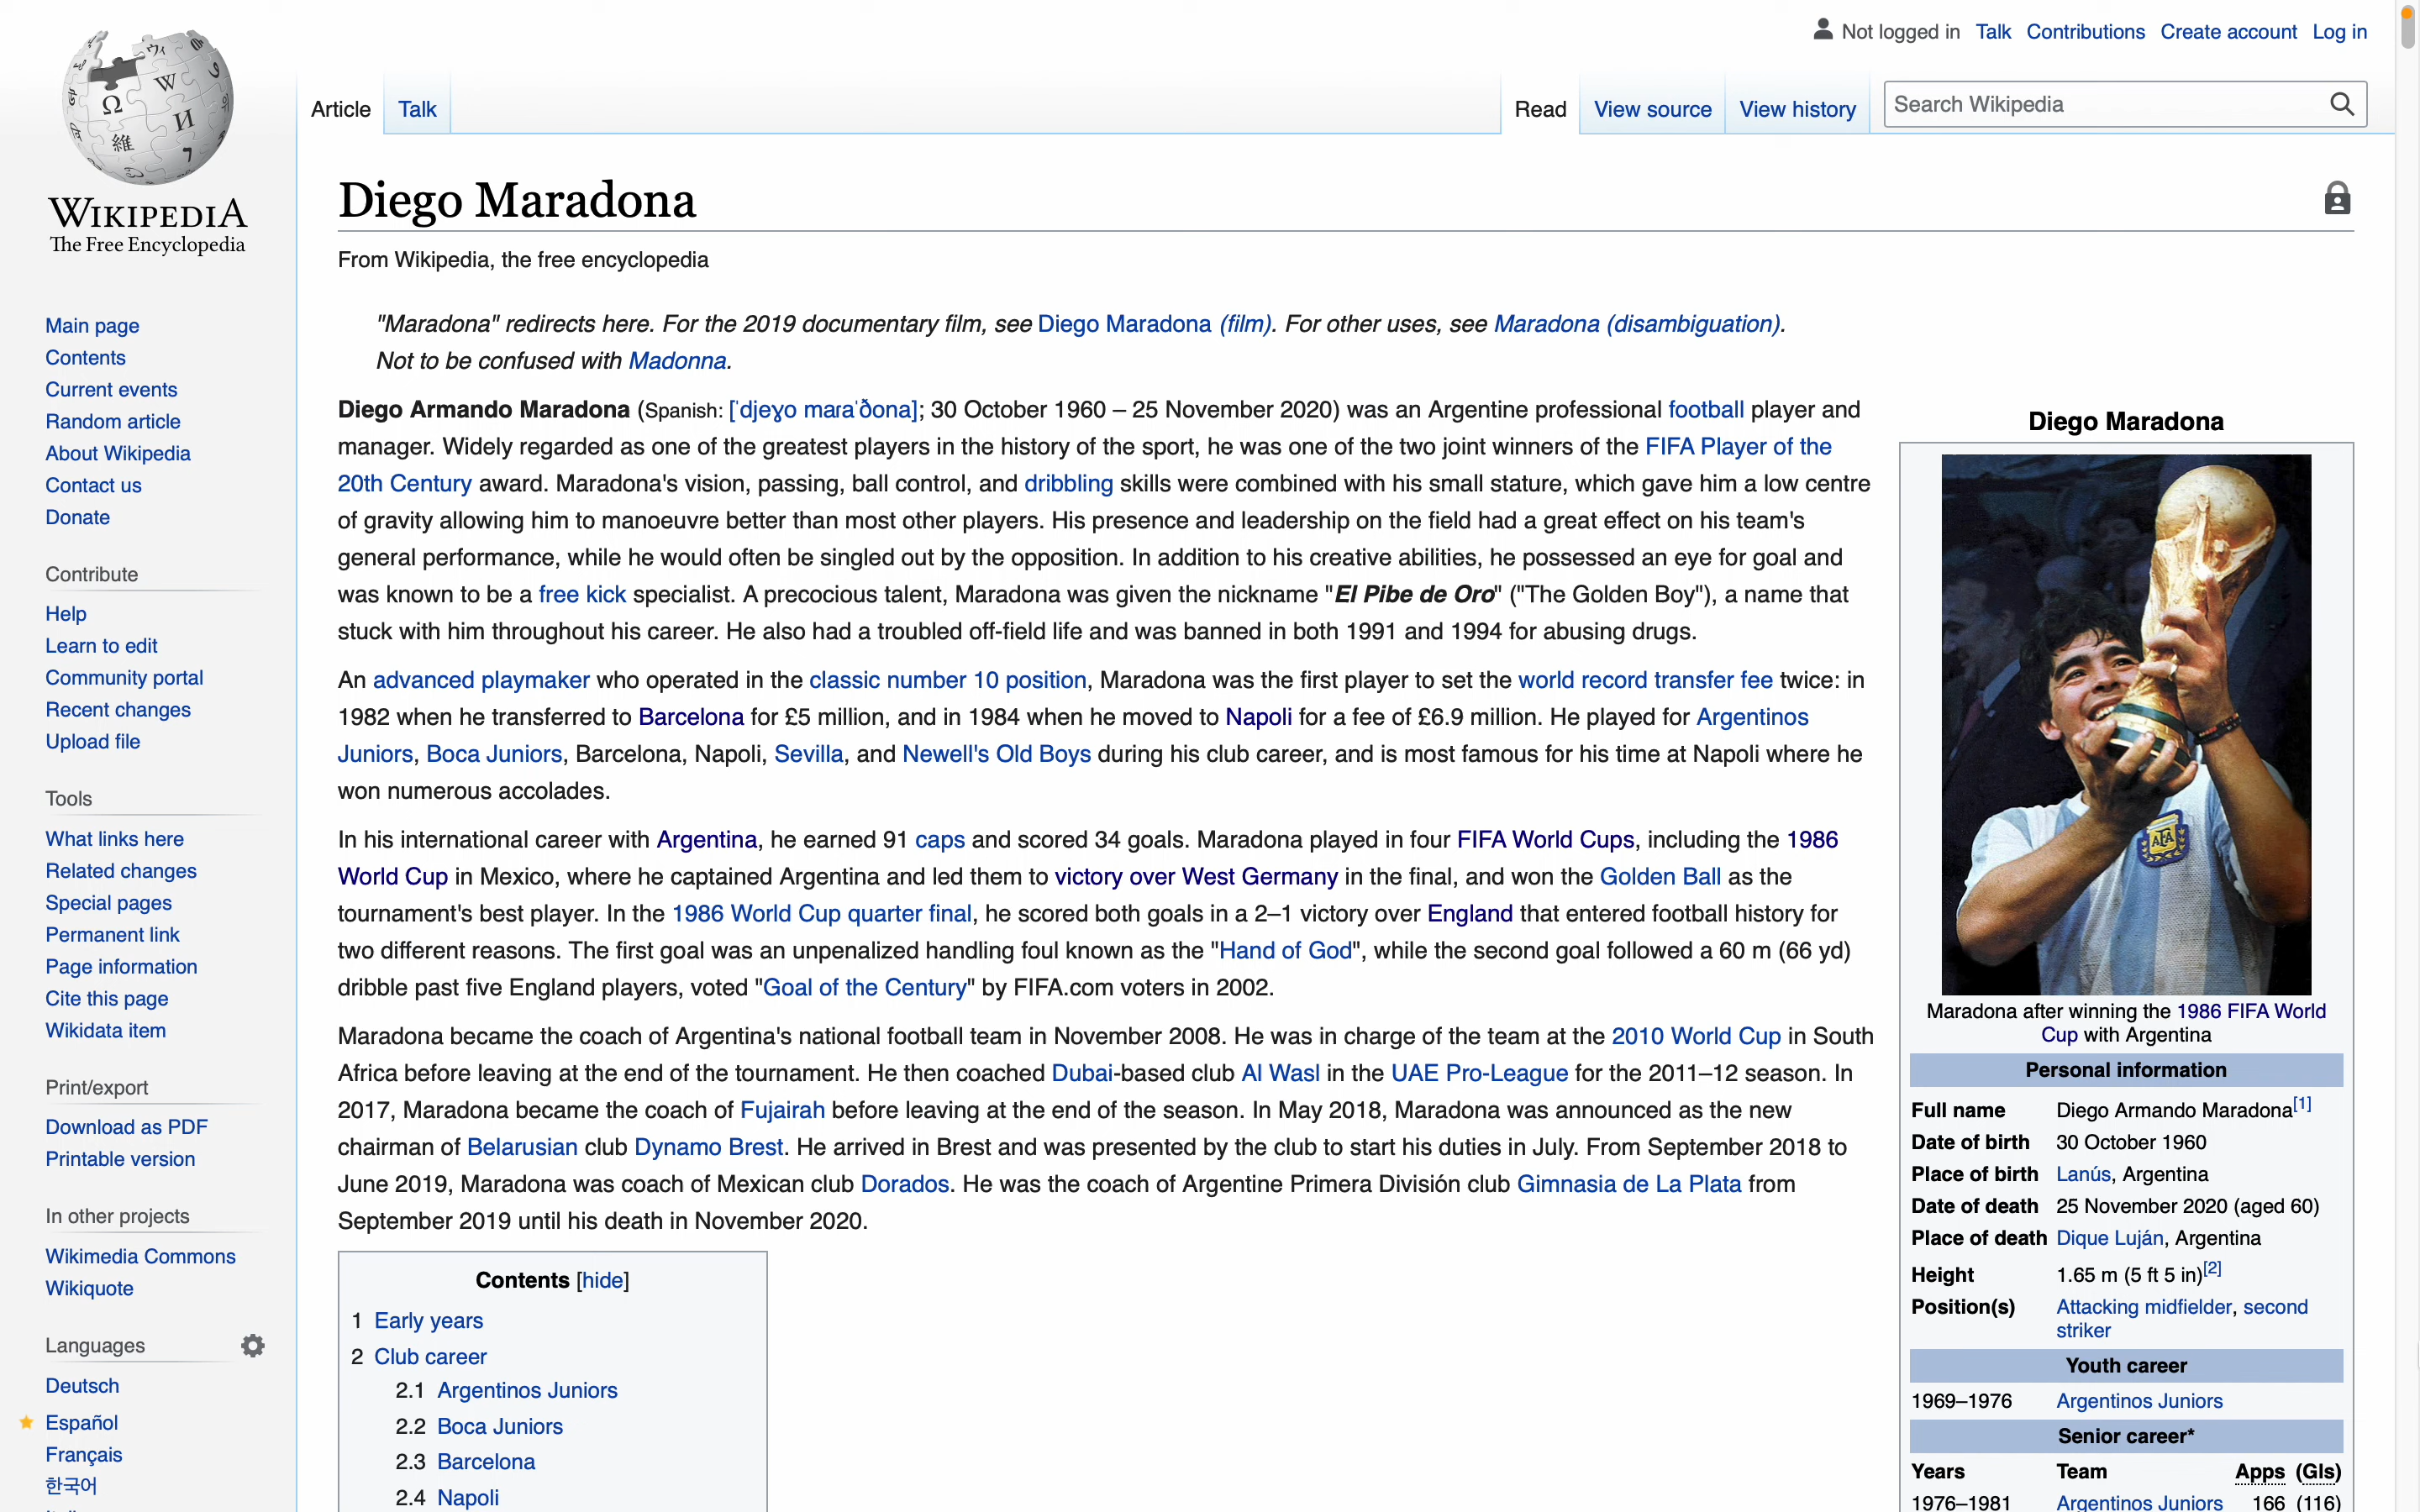 Not logged in Talk Contributions Create account Log in
Article Talk
Read View source View history Search Wikipedia
WIKIPEDIA
The Free Encyclopedia
Main page
Contents
Current events
Random article
About Wikipedia
Contact us
Donate
Contribute
Help
Learn to edit
Community portal
Recent changes
Upload file
Tools
What links here
Related changes
Special pages
Permanent link
Page information
Cite this page
Wikidata item
Print/export
Download as PDF
Printable version
In other projects
Wikimedia Commons
Wikiquote
Languages
Deutsch
Español
Français
한국어
Diego Maradona
From Wikipedia, the free encyclopedia
"Maradona" redirects here. For the 2019 documentary film, see Diego Maradona (film). For other uses, see Maradona (disambiguation).
Not to be confused with Madonna.
Diego Armando Maradona (Spanish: [ˈdjeɣo maɾaˈðona]; 30 October 1960 – 25 November 2020) was an Argentine professional football player and
manager. Widely regarded as one of the greatest players in the history of the sport, he was one of the two joint winners of the FIFA Player of the
20th Century award. Maradona's vision, passing, ball control, and dribbling skills were combined with his small stature, which gave him a low centre
of gravity allowing him to manoeuvre better than most other players. His presence and leadership on the field had a great effect on his team's
general performance, while he would often be singled out by the opposition. In addition to his creative abilities, he possessed an eye for goal and
was known to be a free kick specialist. A precocious talent, Maradona was given the nickname "El Pibe de Oro" ("The Golden Boy"), a name that
stuck with him throughout his career. He also had a troubled off-field life and was banned in both 1991 and 1994 for abusing drugs.
An advanced playmaker who operated in the classic number 10 position, Maradona was the first player to set the world record transfer fee twice: in
1982 when he transferred to Barcelona for £5 million, and in 1984 when he moved to Napoli for a fee of £6.9 million. He played for Argentinos
Juniors, Boca Juniors, Barcelona, Napoli, Sevilla, and Newell's Old Boys during his club career, and is most famous for his time at Napoli where he
won numerous accolades.
In his international career with Argentina, he earned 91 caps and scored 34 goals. Maradona played in four FIFA World Cups, including the 1986
World Cup in Mexico, where he captained Argentina and led them to victory over West Germany in the final, and won the Golden Ball as the
tournament's best player. In the 1986 World Cup quarter final, he scored both goals in a 2–1 victory over England that entered football history for
two different reasons. The first goal was an unpenalized handling foul known as the "Hand of God", while the second goal followed a 60 m (66 yd)
dribble past five England players, voted "Goal of the Century" by FIFA.com voters in 2002.
Maradona became the coach of Argentina's national football team in November 2008. He was in charge of the team at the 2010 World Cup in South
Africa before leaving at the end of the tournament. He then coached Dubai-based club Al Wasl in the UAE Pro-League for the 2011–12 season. In
2017, Maradona became the coach of Fujairah before leaving at the end of the season. In May 2018, Maradona was announced as the new
chairman of Belarusian club Dynamo Brest. He arrived in Brest and was presented by the club to start his duties in July. From September 2018 to
June 2019, Maradona was coach of Mexican club Dorados. He was the coach of Argentine Primera División club Gimnasia de La Plata from
September 2019 until his death in November 2020.
Contents [hide]
1 Early years
2 Club career
2.1 Argentinos Juniors
2.2 Boca Juniors
2.3 Barcelona
2.4 Napoli
Diego Maradona
AFA
Maradona after winning the 1986 FIFA World
Cup with Argentina
Personal information
Full name Diego Armando Maradona[1]
Date of birth 30 October 1960
Place of birth Lanús, Argentina
Date of death 25 November 2020 (aged 60)
Place of death Dique Luján, Argentina
Height 1.65 m (5 ft 5 in)[2]
Position(s) Attacking midfielder, second
striker
Youth career
1969–1976 Argentinos Juniors
Senior career*
Years Team Apps (Gls)
1976–1981 Argentinos Juniors 166 (116)